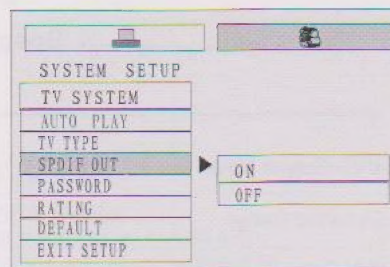 SYSTEM SETUP
TV SYSTEM
AUTO PLAY
TV TYPE
SPDIF OUT
PASSWORD
RATING
DEFAULT
EXIT SETUP
ON
OFF